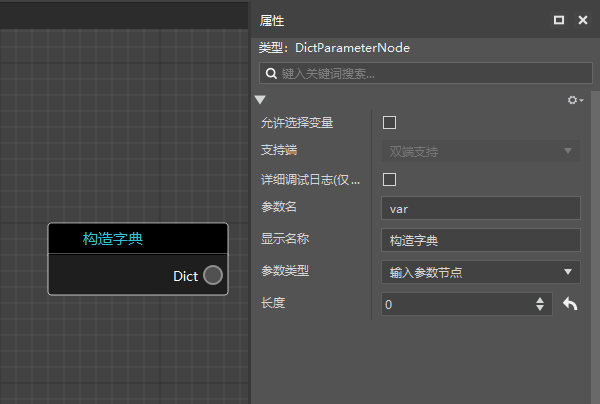 属性
类型：DictParameterNode
键入关键词搜索...
允许选择变量
支持端
双端支持
详细调试日志(仅 ...
参数名
var
显示名称
构造字典
参数类型
输入参数节点
长度
0
构造字典
Dict